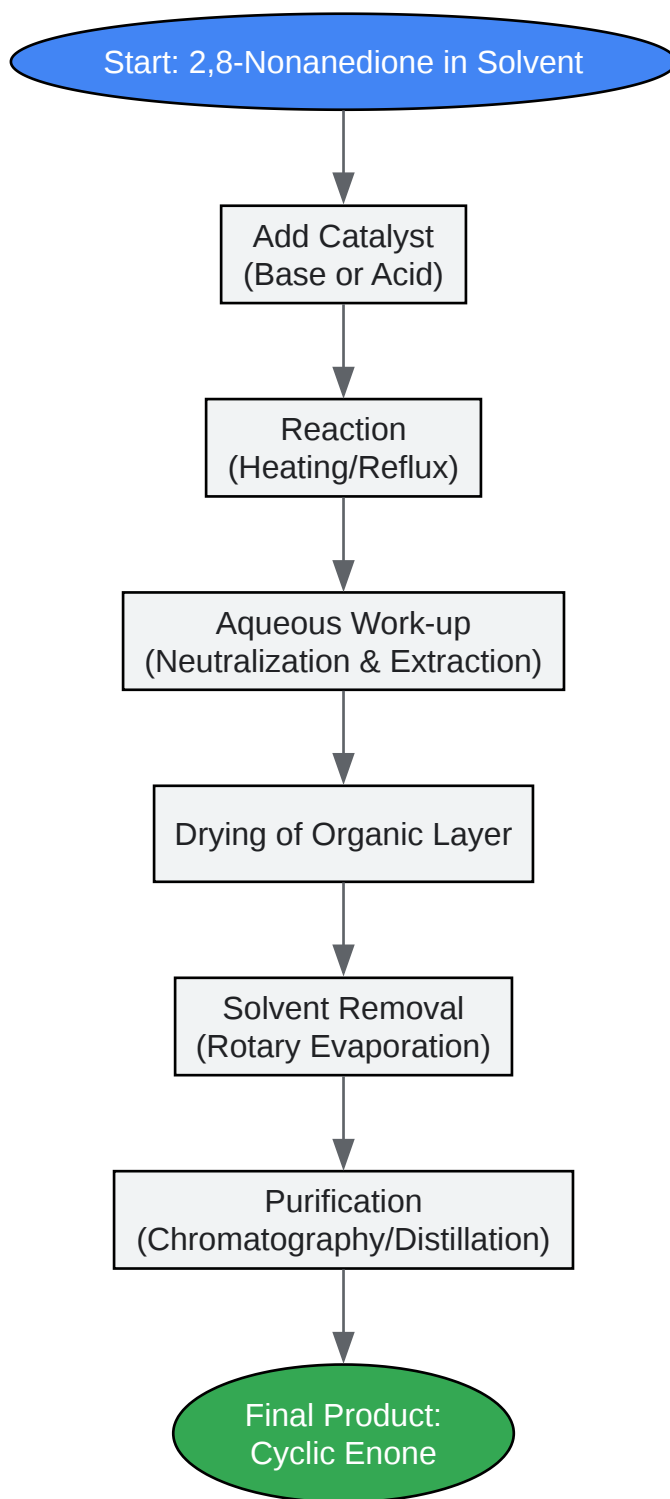 Start: 2,8-Nonanedione in Solvent
Add Catalyst
(Base or Acid)
Reaction
(Heating/Reflux)
Aqueous Work-up
(Neutralization & Extraction)
Drying of Organic Layer
Solvent Removal
(Rotary Evaporation)
Purification
(Chromatography/Distillation)
Final Product:
Cyclic Enone